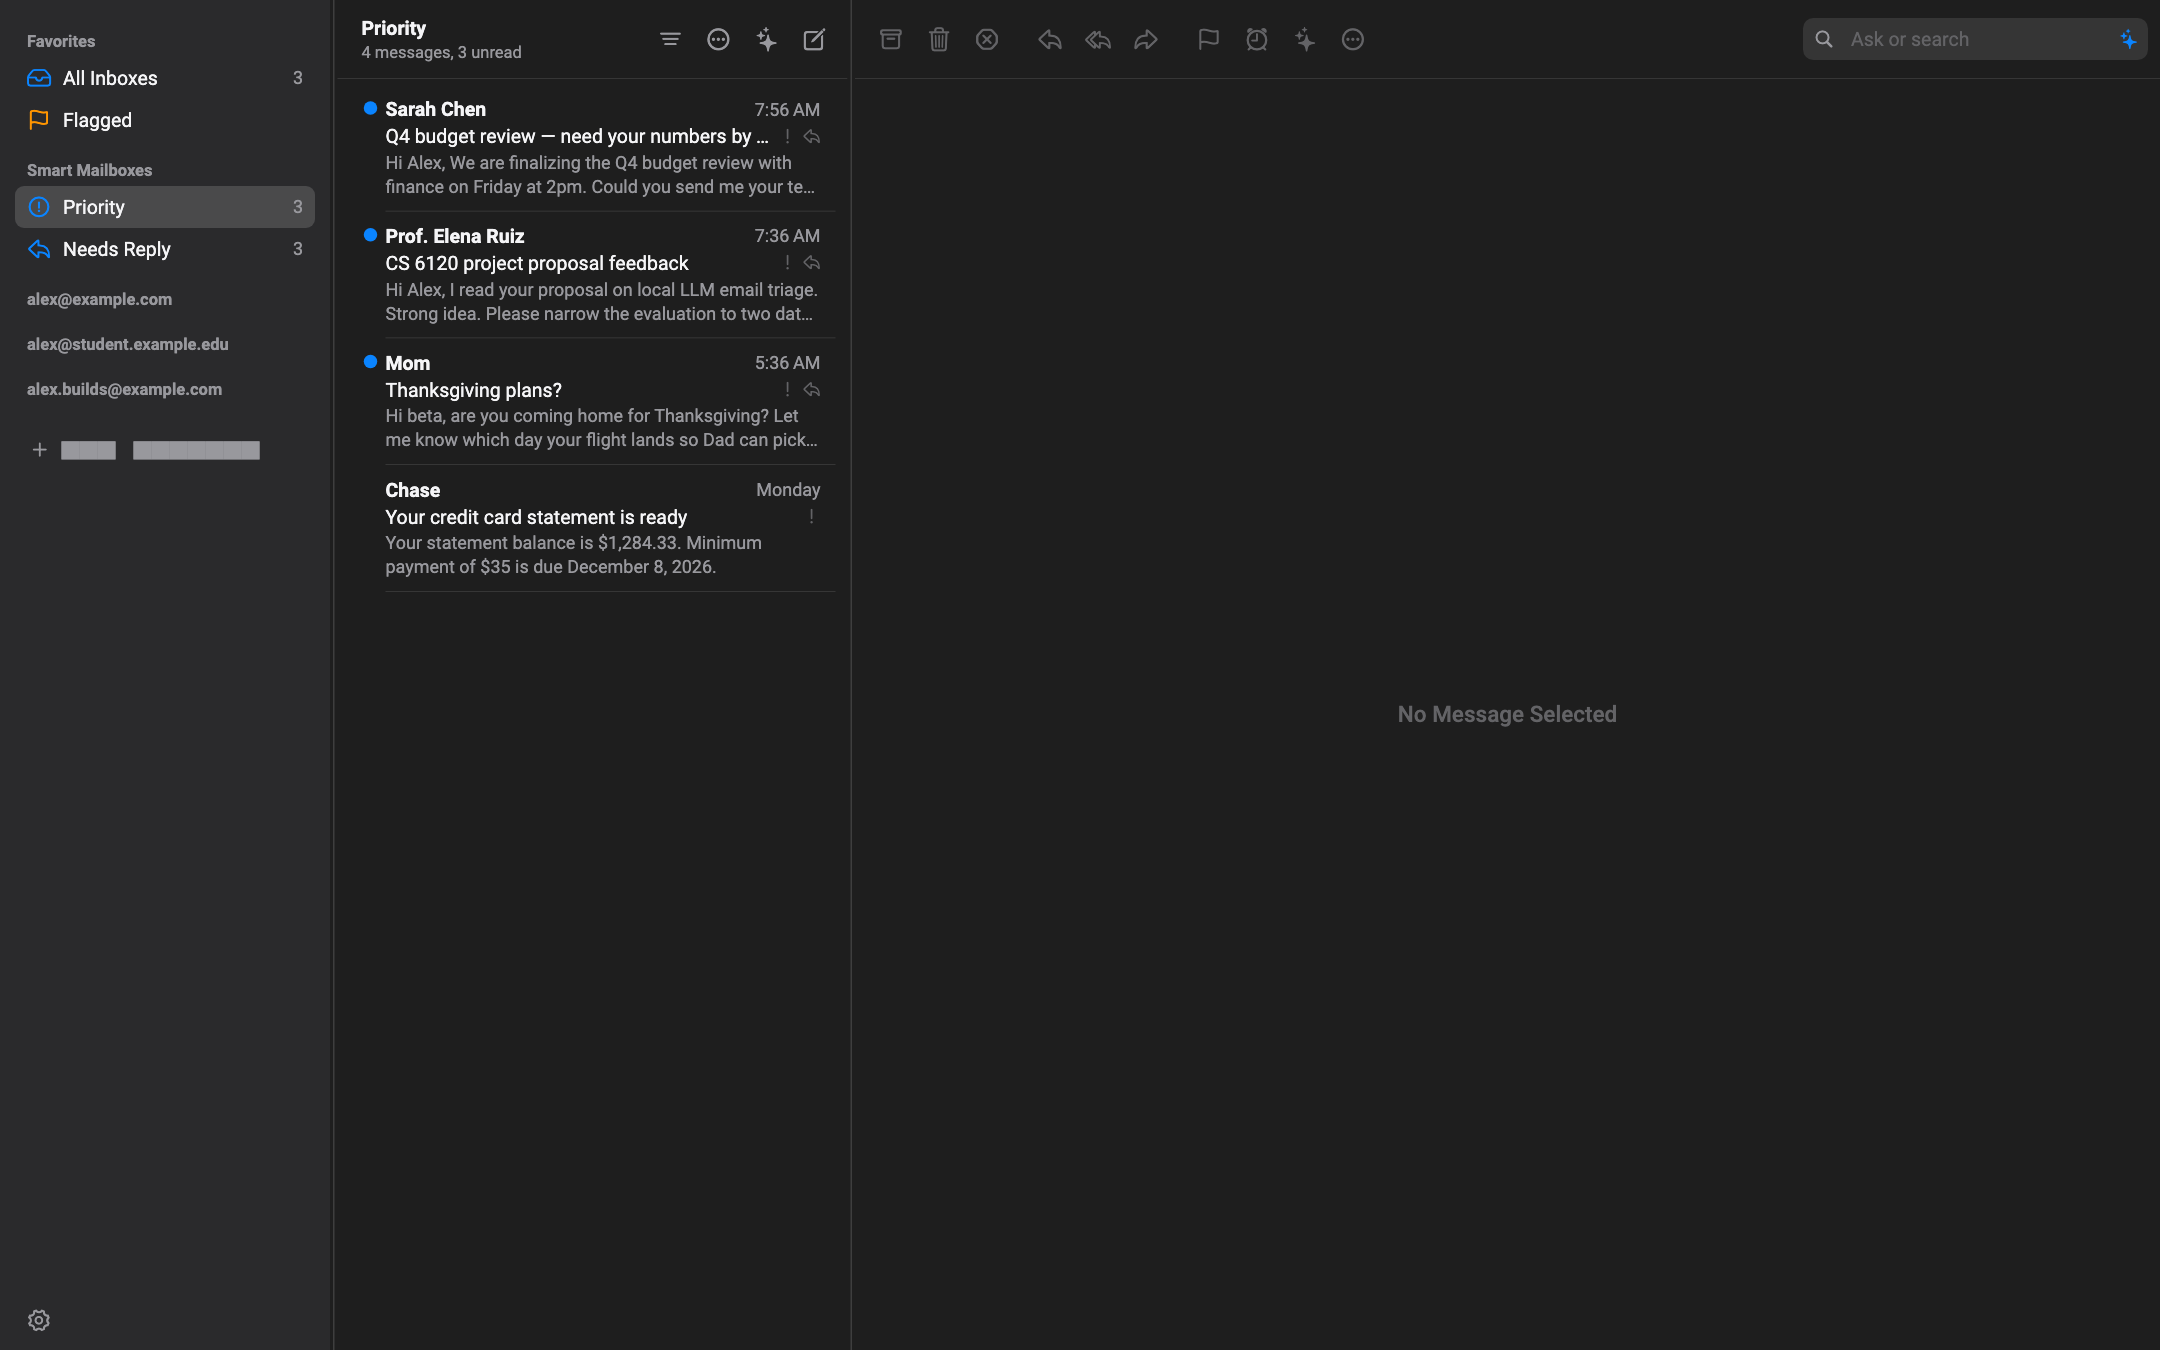 Favorites
All Inboxes 3
Flagged
Smart Mailboxes
Priority 3
Needs Reply 3
alex@example.com
alex@student.example.edu
alex.builds@example.com
Priority
4 messages, 3 unread
Sarah Chen 7:56 AM
Q4 budget review — need your numbers by ...
Hi Alex, We are finalizing the Q4 budget review with
finance on Friday at 2pm. Could you send me your te...
Prof. Elena Ruiz 7:36 AM
CS 6120 project proposal feedback
Hi Alex, I read your proposal on local LLM email triage.
Strong idea. Please narrow the evaluation to two dat...
Mom 5:36 AM
Thanksgiving plans?
Hi beta, are you coming home for Thanksgiving? Let
me know which day your flight lands so Dad can pick...
Chase Monday
Your credit card statement is ready
Your statement balance is $1,284.33. Minimum
payment of $35 is due December 8, 2026.
Ask or search
No Message Selected